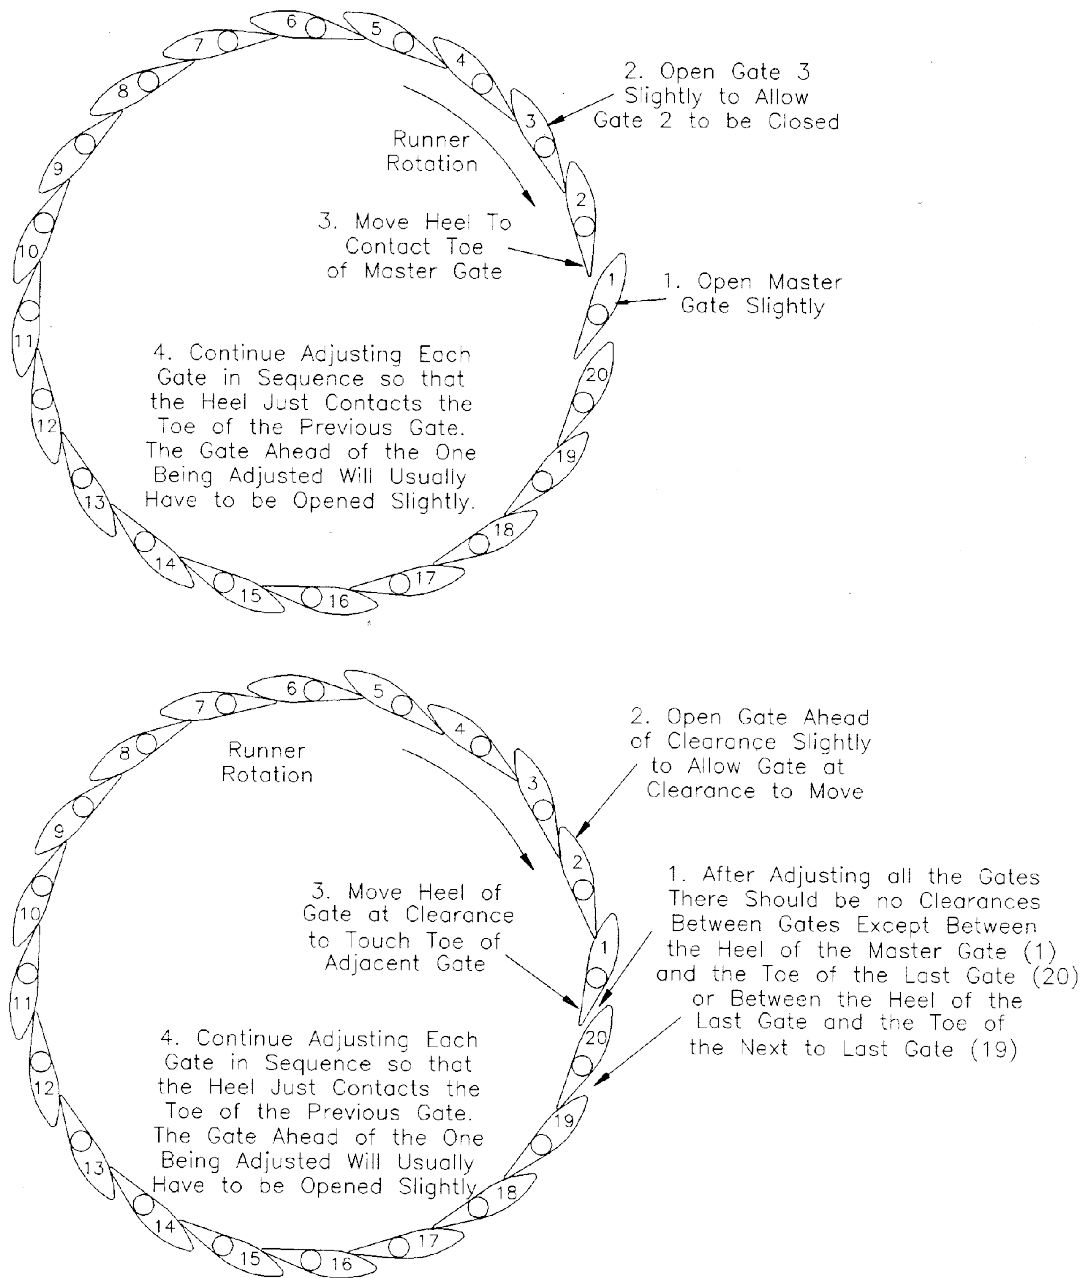 6
5
4
3
2
1
20
19
18
17
16
15
14
13
12
11
10
9
8
7
Runner
Rotation
2. Open Gate 3
Slightly to Allow
Gate 2 to be Closed
3. Move Heel To
Contact Toe
of Master Gate
1. Open Master
Gate Slightly
4. Continue Adjusting Each
Gate in Sequence so that
the Heel Just Contacts the
Toe of the Previous Gate.
The Gate Ahead of the One
Being Adjusted Will Usually
Have to be Opened Slightly.
6
5
4
3
2
1
20
19
18
17
16
15
14
13
12
11
10
9
8
7
Runner
Rotation
2. Open Gate Ahead
of Clearance Slightly
to Allow Gate at
Clearance to Move
1. After Adjusting all the Gates
There Should be no Clearances
Between Gates Except Between
the Heel of the Master Gate (1)
and the Toe of the Last Gate (20)
or Between the Heel of the
Last Gate and the Toe of
the Next to Last Gate (19)
3. Move Heel of
Gate at Clearance
to Touch Toe of
Adjacent Gate
4. Continue Adjusting Each
Gate in Sequence so that
the Heel Just Contacts the
Toe of the Previous Gate.
The Gate Ahead of the One
Being Adjusted Will Usually
Have to be Opened Slightly